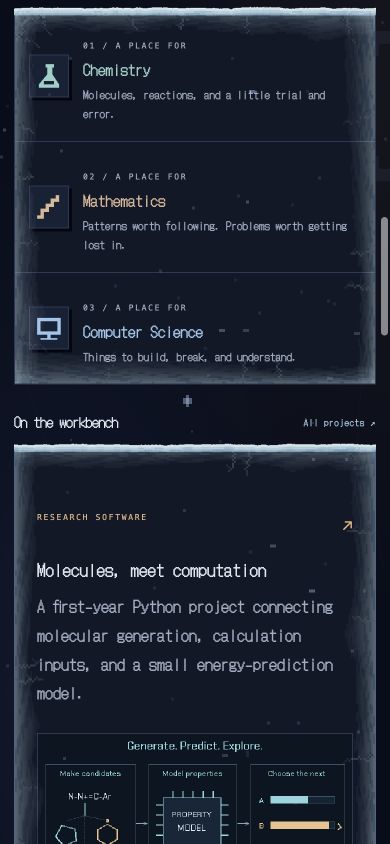 01 / A PLACE FOR
Chemistry
Molecules, reactions, and a little trial and
error.
02 / A PLACE FOR
Mathematics
Patterns worth following. Problems worth getting
lost in.
03 / A PLACE FOR
Computer Science
Things to build, break, and understand.
On the workbench
All projects ↗
RESEARCH SOFTWARE
Molecules, meet computation
A first-year Python project connecting
molecular generation, calculation
inputs, and a small energy-prediction
model.
Generate. Predict. Explore.
Make candidates
Model properties
Choose the next
A
PROPERTY
MODEL
B